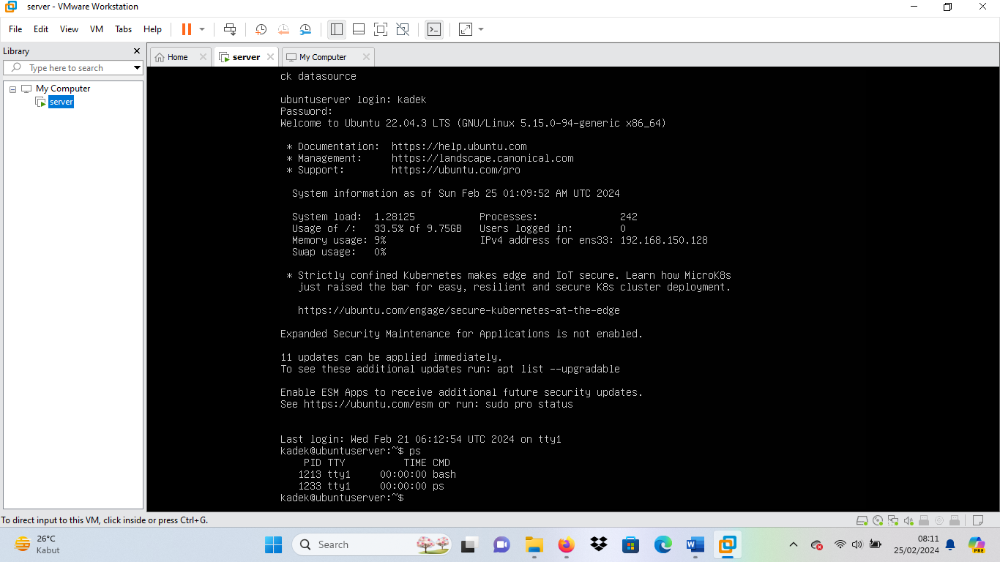 server - VMware Workstation
File Edit View VM Tabs Help
Library
Type here to search
My Computer
server
Home server My Computer
ck datasource
ubuntuserver login: kadek
Password:
Welcome to Ubuntu 22.04.3 LTS (GNU/Linux 5.15.0-94-generic x86_64)
* Documentation: https://help.ubuntu.com
* Management: https://landscape.canonical.com
* Support: https://ubuntu.com/pro
System information as of Sun Feb 25 01:09:52 AM UTC 2024
System load: 1.28125 Processes: 242
Usage of /: 33.5% of 9.75GB Users logged in: 0
Memory usage: 9% IPv4 address for ens33: 192.168.150.128
Swap usage: 0%
* Strictly confined Kubernetes makes edge and IoT secure. Learn how MicroK8s
just raised the bar for easy, resilient and secure K8s cluster deployment.
https://ubuntu.com/engage/secure-kubernetes-at-the-edge
Expanded Security Maintenance for Applications is not enabled.
11 updates can be applied immediately.
To see these additional updates run: apt list --upgradable
Enable ESM Apps to receive additional future security updates.
See https://ubuntu.com/esm or run: sudo pro status
Last login: Wed Feb 21 06:12:54 UTC 2024 on tty1
kadek@ubuntuserver:~$ ps
PID TTY TIME CMD
1213 tty1 00:00:00 bash
1233 tty1 00:00:00 ps
kadek@ubuntuserver:~$
To direct input to this VM, click inside or press Ctrl+G.
26°C
Kabut
Search
08:11
25/02/2024
PRE